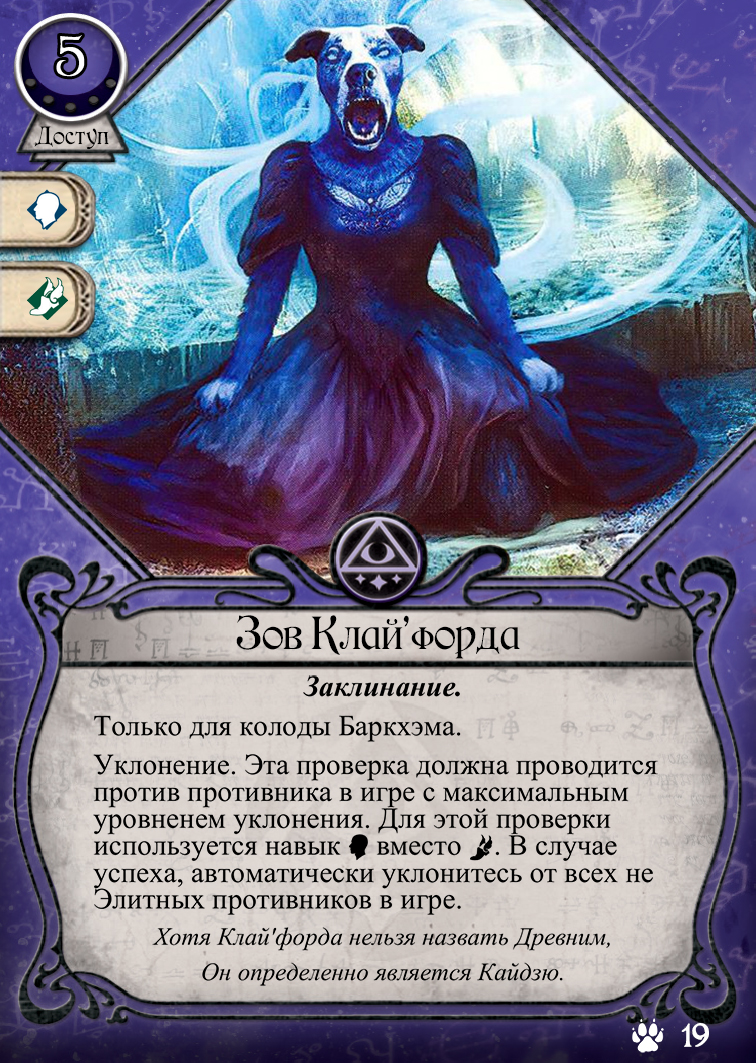 5
Доступ
Зов Клай'форда
Заклинание.
Только для колоды Баркхэма.
Уклонение. Эта проверка должна проводится
против противника в игре с максимальным
уровненем уклонения. Для этой проверки
используется навык вместо . В случае
успеха, автоматически уклонитесь от всех не
Элитных противников в игре.
Хотя Клай'форда нельзя назвать Древним,
Он определенно является Кайдзю.
19